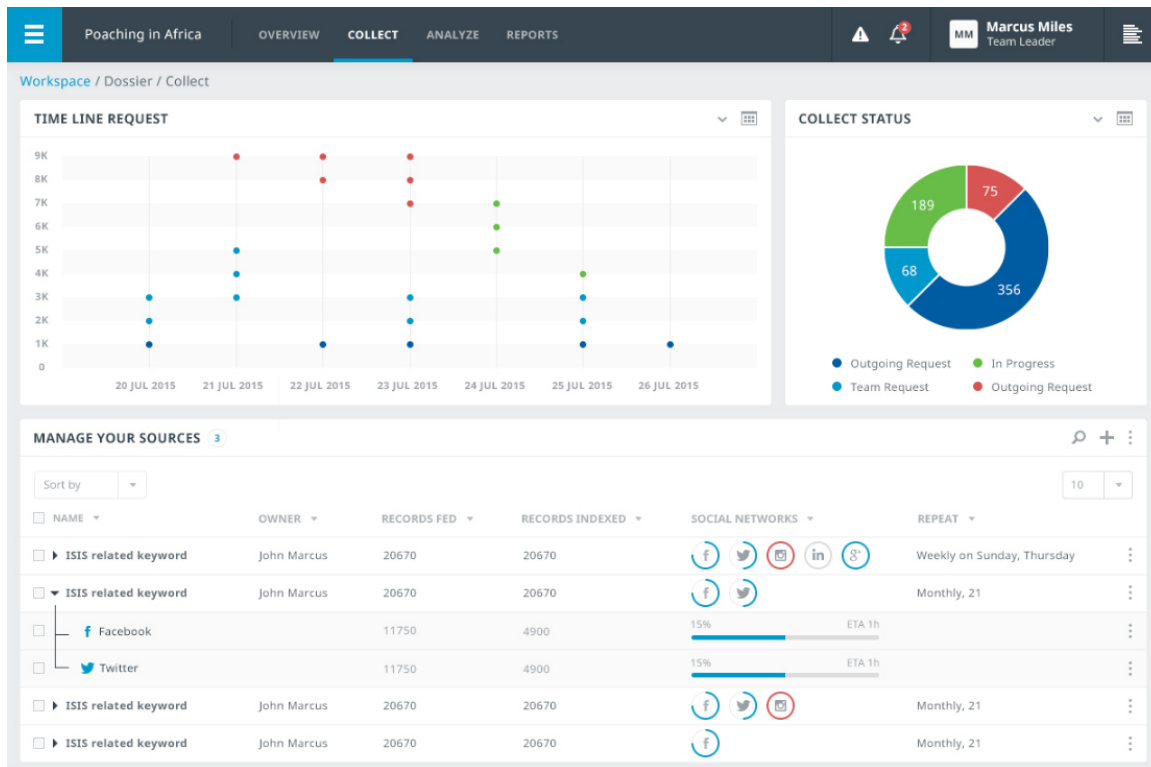 Poaching in Africa OVERVIEW COLLECT ANALYZE REPORTS 2 MM Marcus Miles
Team Leader
Workspace / Dossier / Collect
TIME LINE REQUEST
9K
8K
7K
6K
5K
4K
3K
2K
1K
0
20 JUL 2015 21 JUL 2015 22 JUL 2015 23 JUL 2015 24 JUL 2015 25 JUL 2015 26 JUL 2015
COLLECT STATUS
189 75
68 356
Outgoing Request In Progress
Team Request Outgoing Request
MANAGE YOUR SOURCES 3
Sort by 10
NAME OWNER RECORDS FED RECORDS INDEXED SOCIAL NETWORKS REPEAT
ISIS related keyword John Marcus 20670 20670 f in g+ Weekly on Sunday, Thursday
ISIS related keyword John Marcus 20670 20670 f Monthly, 21
f Facebook 11750 4900 15% ETA 1h
Twitter 11750 4900 15% ETA 1h
ISIS related keyword John Marcus 20670 20670 f Monthly, 21
ISIS related keyword John Marcus 20670 20670 f Monthly, 21